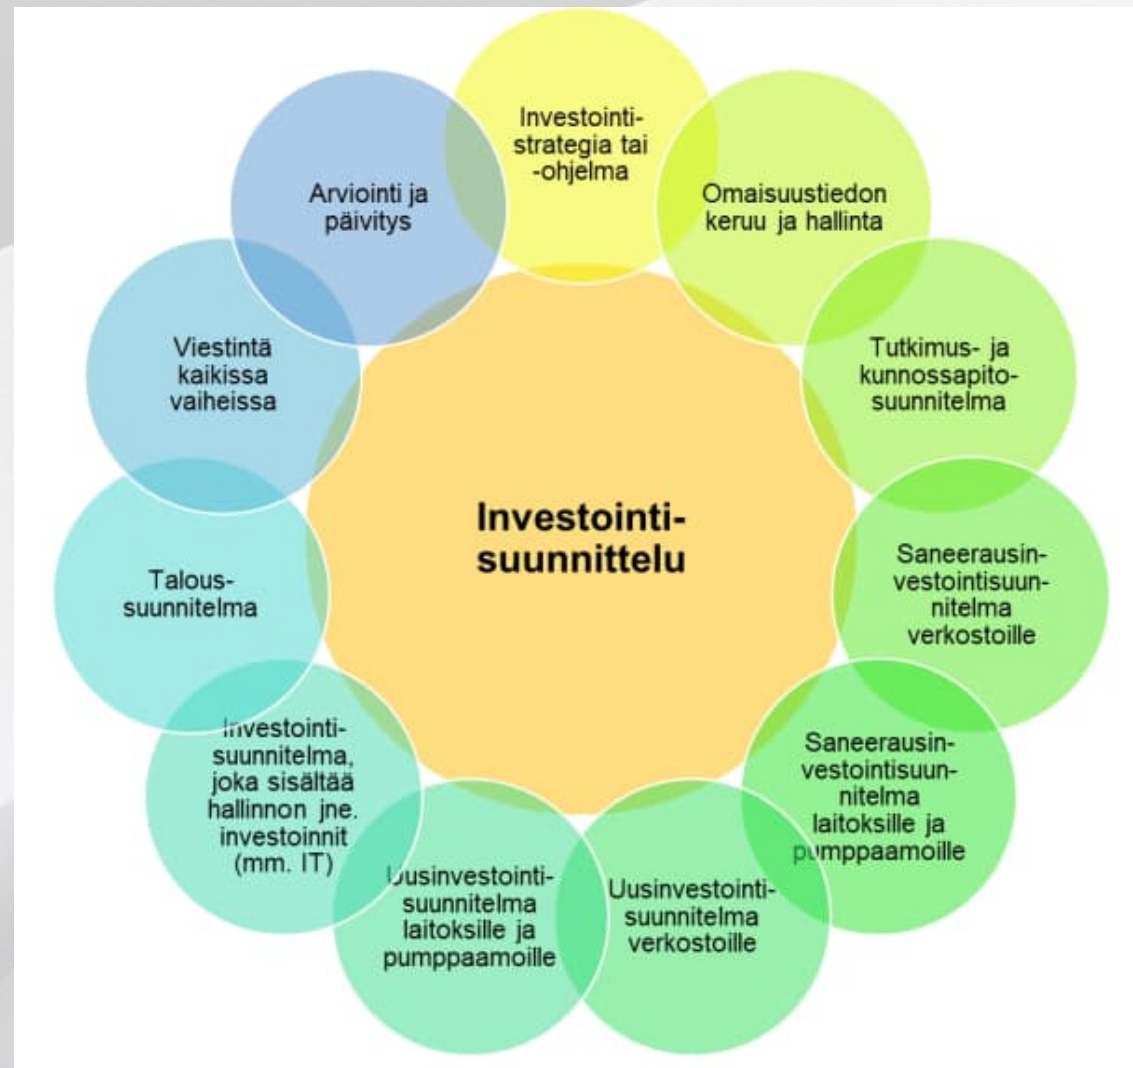 Investointi-
strategia tai
-ohjelma
Omaisuustiedon
keruu ja hallinta
Tutkimus- ja
kunnossapito-
suunnitelma
Saneerausin-
vestointisuun-
nitelma
verkostoille
Saneerausin-
vestointisuun-
nitelma
laitoksille ja
pumppaamoille
Uusinvestointi-
suunnitelma
verkostoille
Uusinvestointi-
suunnitelma
laitoksille ja
pumppaamoille
Investointi-
suunnitelma,
joka sisältää
hallinnon jne.
investoinnit
(mm. IT)
Talous-
suunnitelma
Viestintä
kaikissa
vaiheissa
Arviointi ja
päivitys
Investointi-
suunnittelu